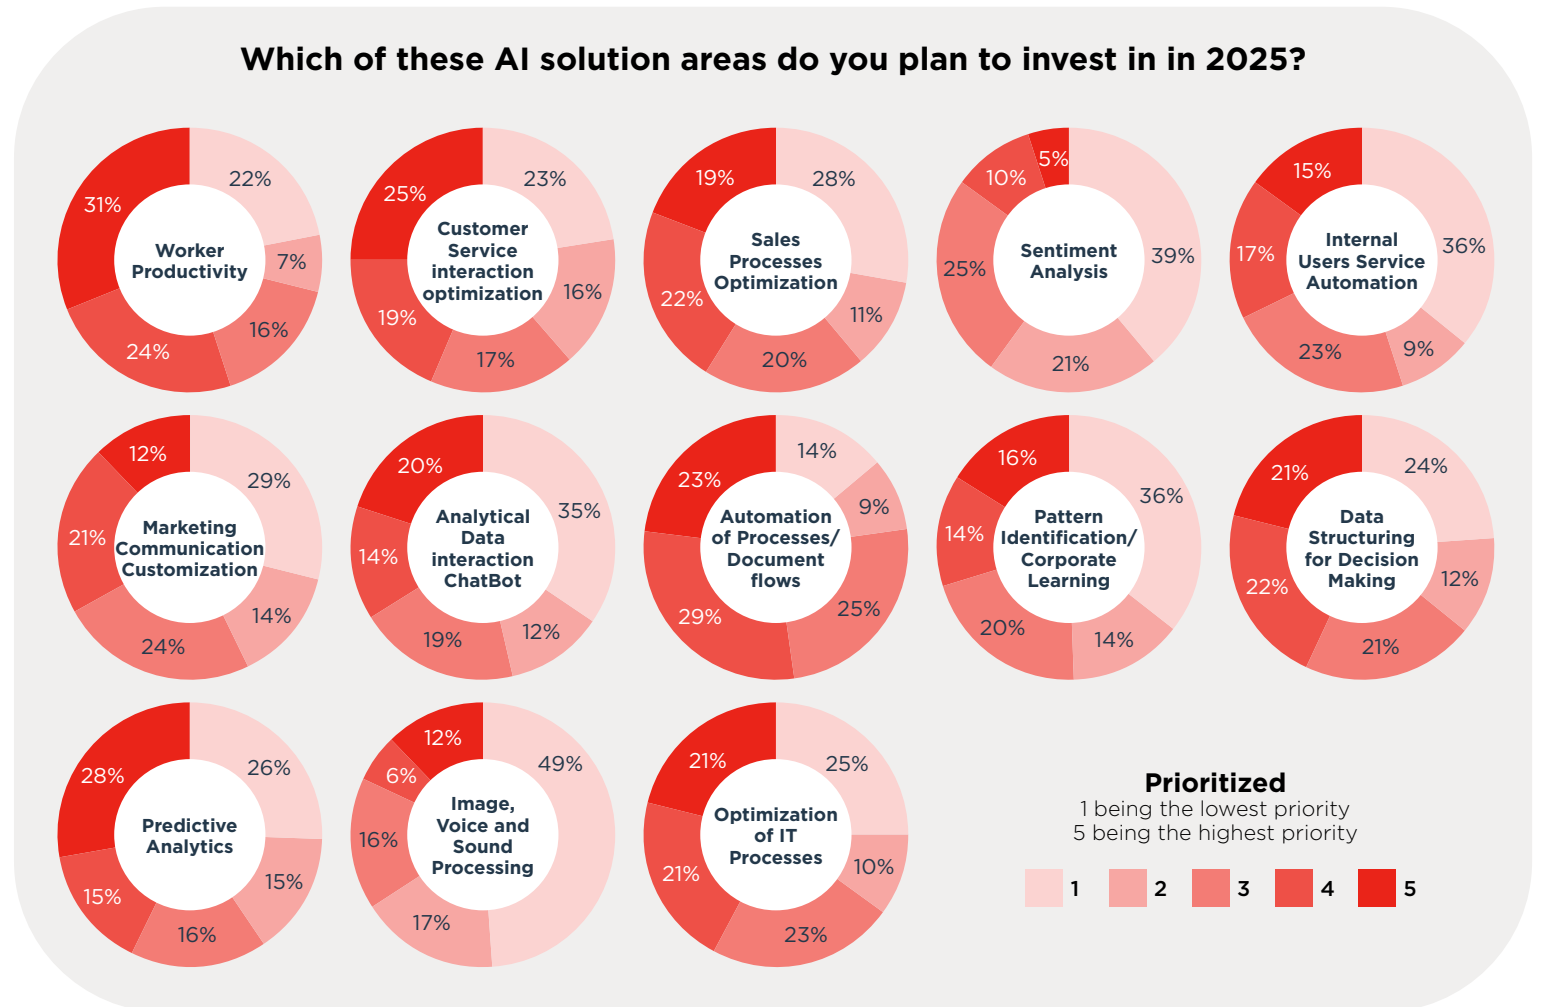 Which of these AI solution areas do you plan to invest in in 2025?
31%
22%
7%
16%
24%
Worker
Productivity
25%
23%
16%
17%
19%
Customer
Service
interaction
optimization
19%
28%
11%
20%
22%
Sales
Processes
Optimization
5%
10%
39%
21%
25%
Sentiment
Analysis
15%
36%
9%
23%
17%
Internal
Users Service
Automation
12%
29%
14%
24%
21%
Marketing
Communication
Customization
20%
35%
12%
19%
14%
Analytical
Data
interaction
ChatBot
23%
14%
9%
25%
29%
Automation
of Processes/
Document
flows
16%
36%
14%
20%
14%
Pattern
Identification/
Corporate
Learning
21%
24%
12%
21%
22%
Data
Structuring
for Decision
Making
28%
26%
15%
16%
15%
Predictive
Analytics
12%
49%
17%
16%
6%
Image,
Voice and
Sound
Processing
21%
25%
10%
23%
21%
Optimization
of IT
Processes
Prioritized
1 being the lowest priority
5 being the highest priority
1 2 3 4 5